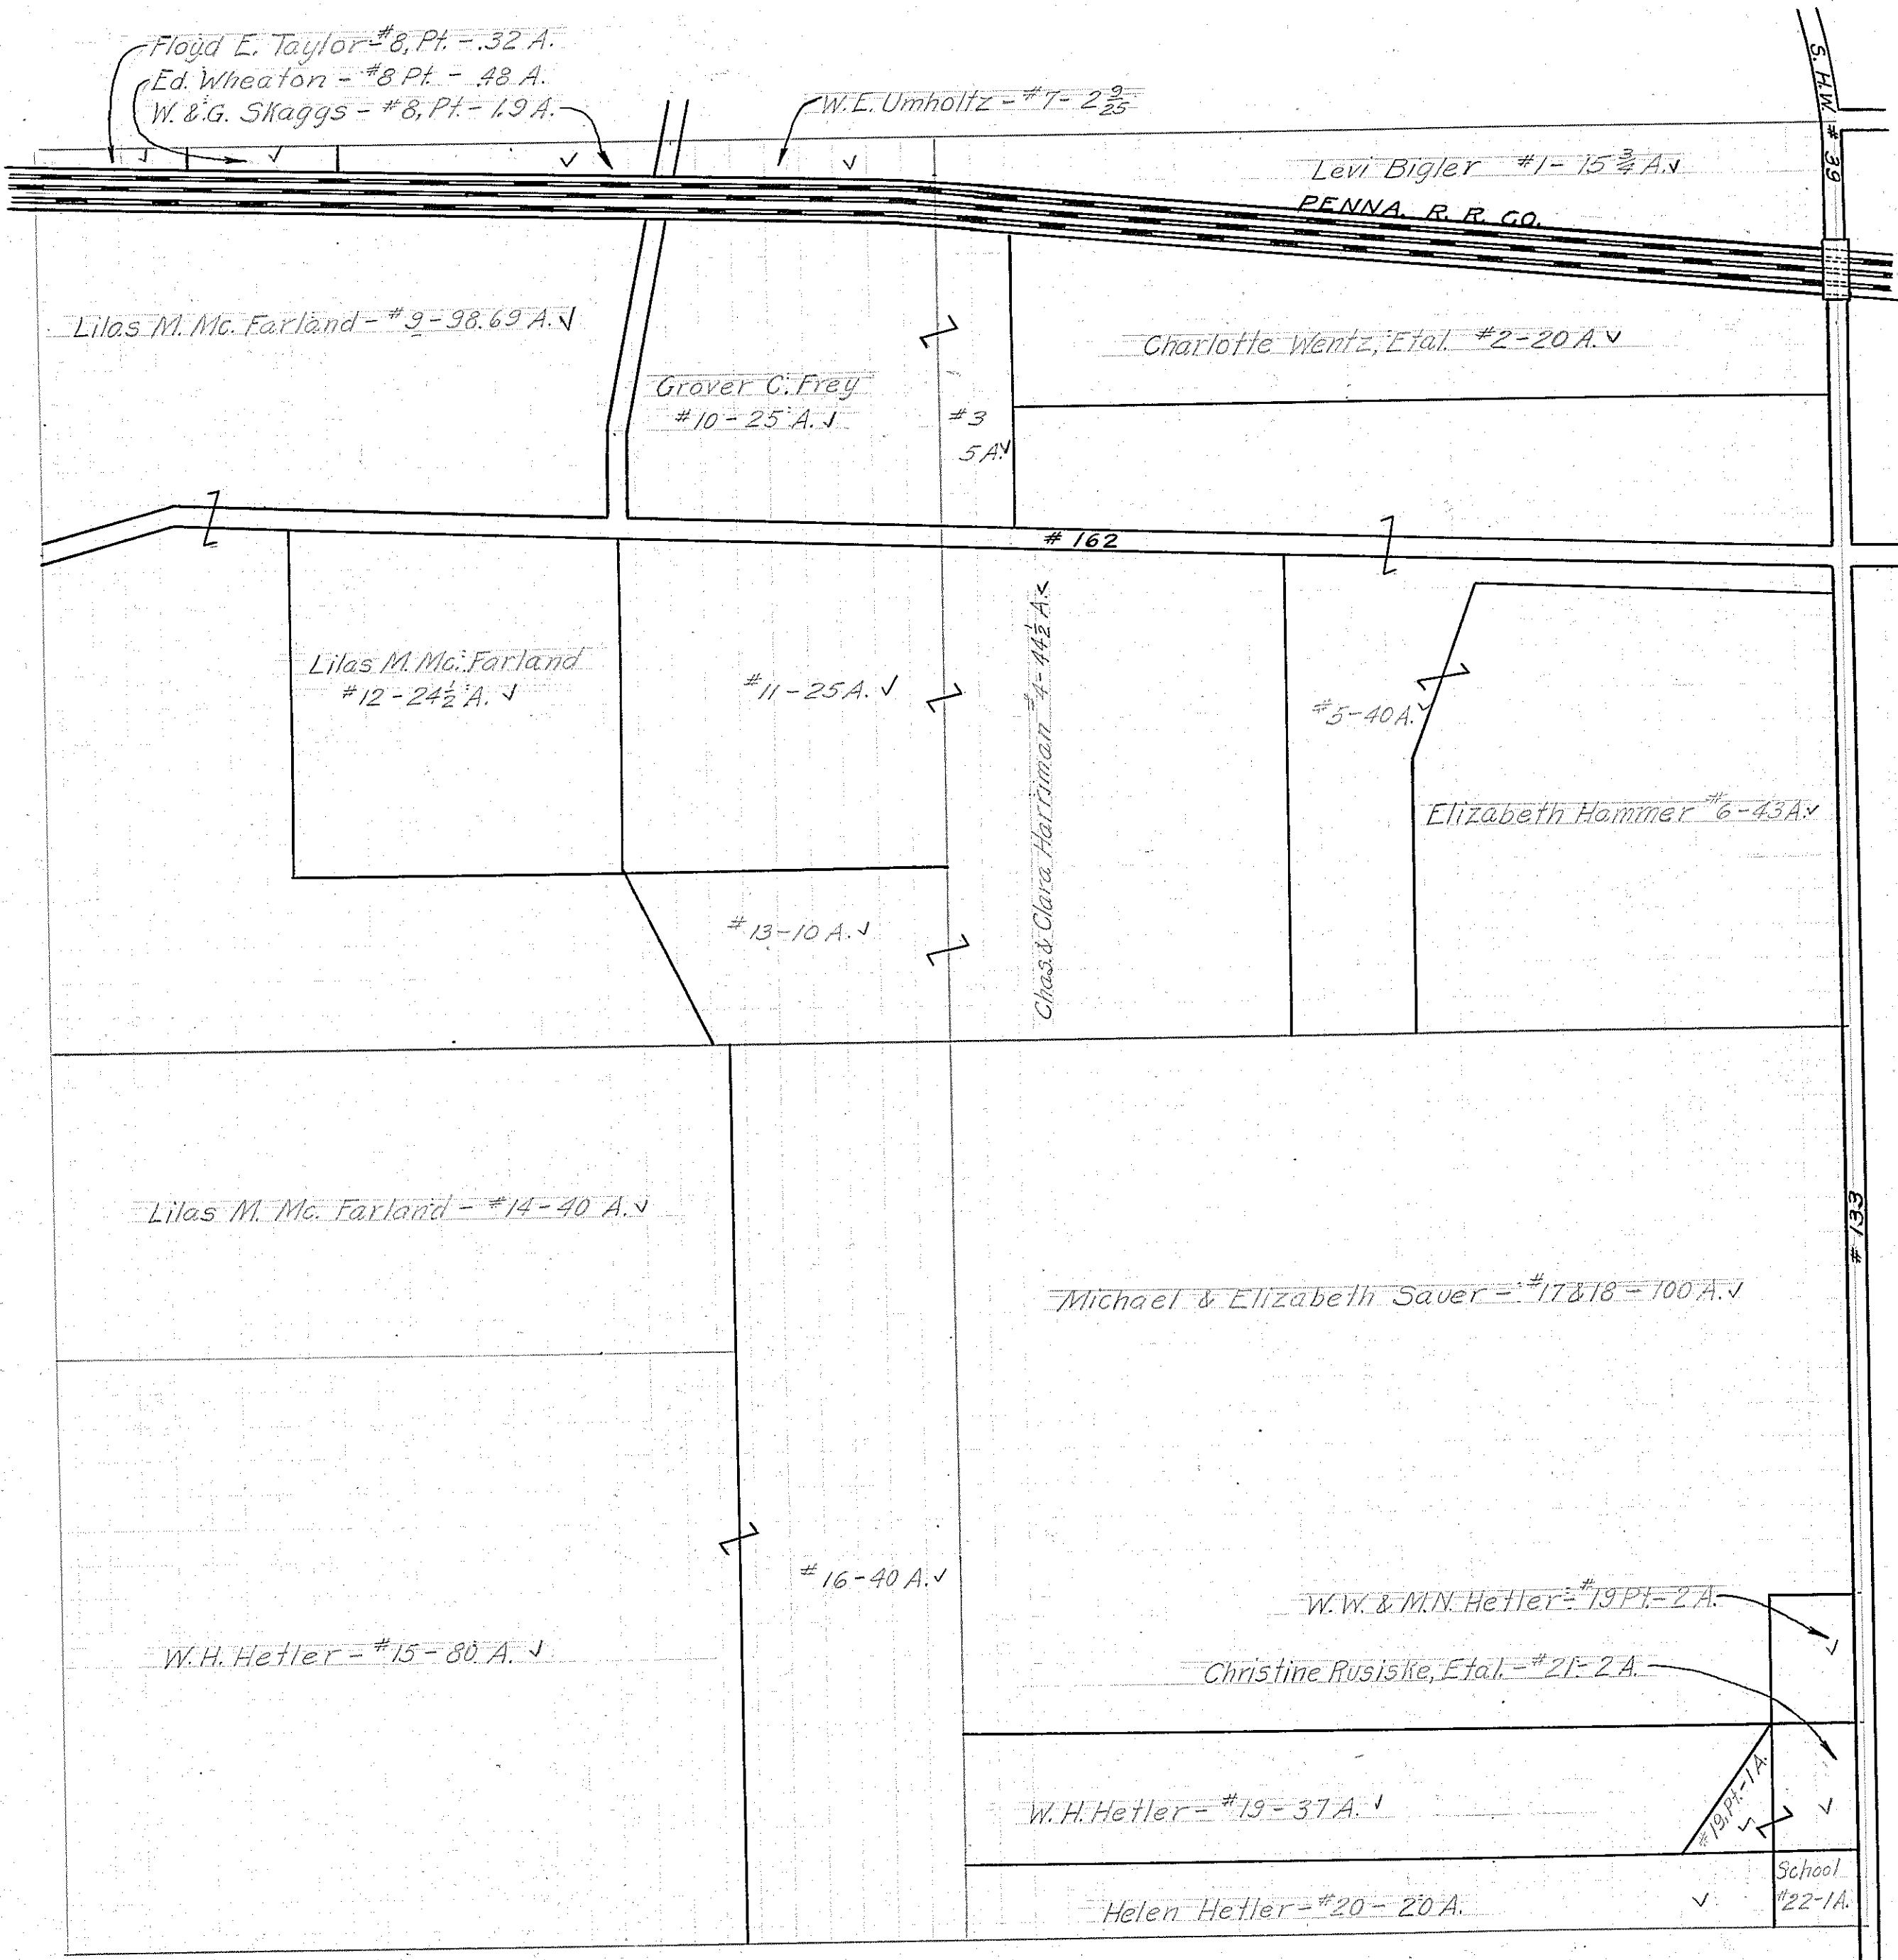 Floyd E. Taylor - #8, Pt. - .32 A.
Ed. Wheaton - #8 Pt. - .48 A.
W. & G. Skaggs - #8, Pt. - 1.9 A.
W. E. Umholtz - #7 - 2 9/25
S. H. W. # 39
Levi Bigler #1 - 15 3/4 A.
PENNA. R. R. CO.
Lilas M. Mc. Farland - #9 - 98.69 A.
Charlotte Wentz, Etal. #2 - 20 A.
Grover C. Frey
#10 - 25 A.
#3
5 A.
# 162
Lilas M. Mc. Farland
#12 - 24 1/2 A.
#11 - 25 A.
Chas. & Clara Harriman #4 - 44 1/2 A.
#5 - 40 A.
Elizabeth Hammer #6 - 43 A.
#13 - 10 A.
Lilas M. Mc. Farland - #14 - 40 A.
# 133
Michael & Elizabeth Sauer - #17 & 18 - 100 A.
#16 - 40 A.
W. W. & M. N. Hetler - #19 Pt. - 2 A.
W. H. Hetler - #15 - 80 A.
Christine Rusiske, Etal. - #21 - 2 A.
W. H. Hetler - #19 - 37 A.
#19, Pt. - 1 A.
School
#22 - 1 A.
Helen Hetler - #20 - 20 A.